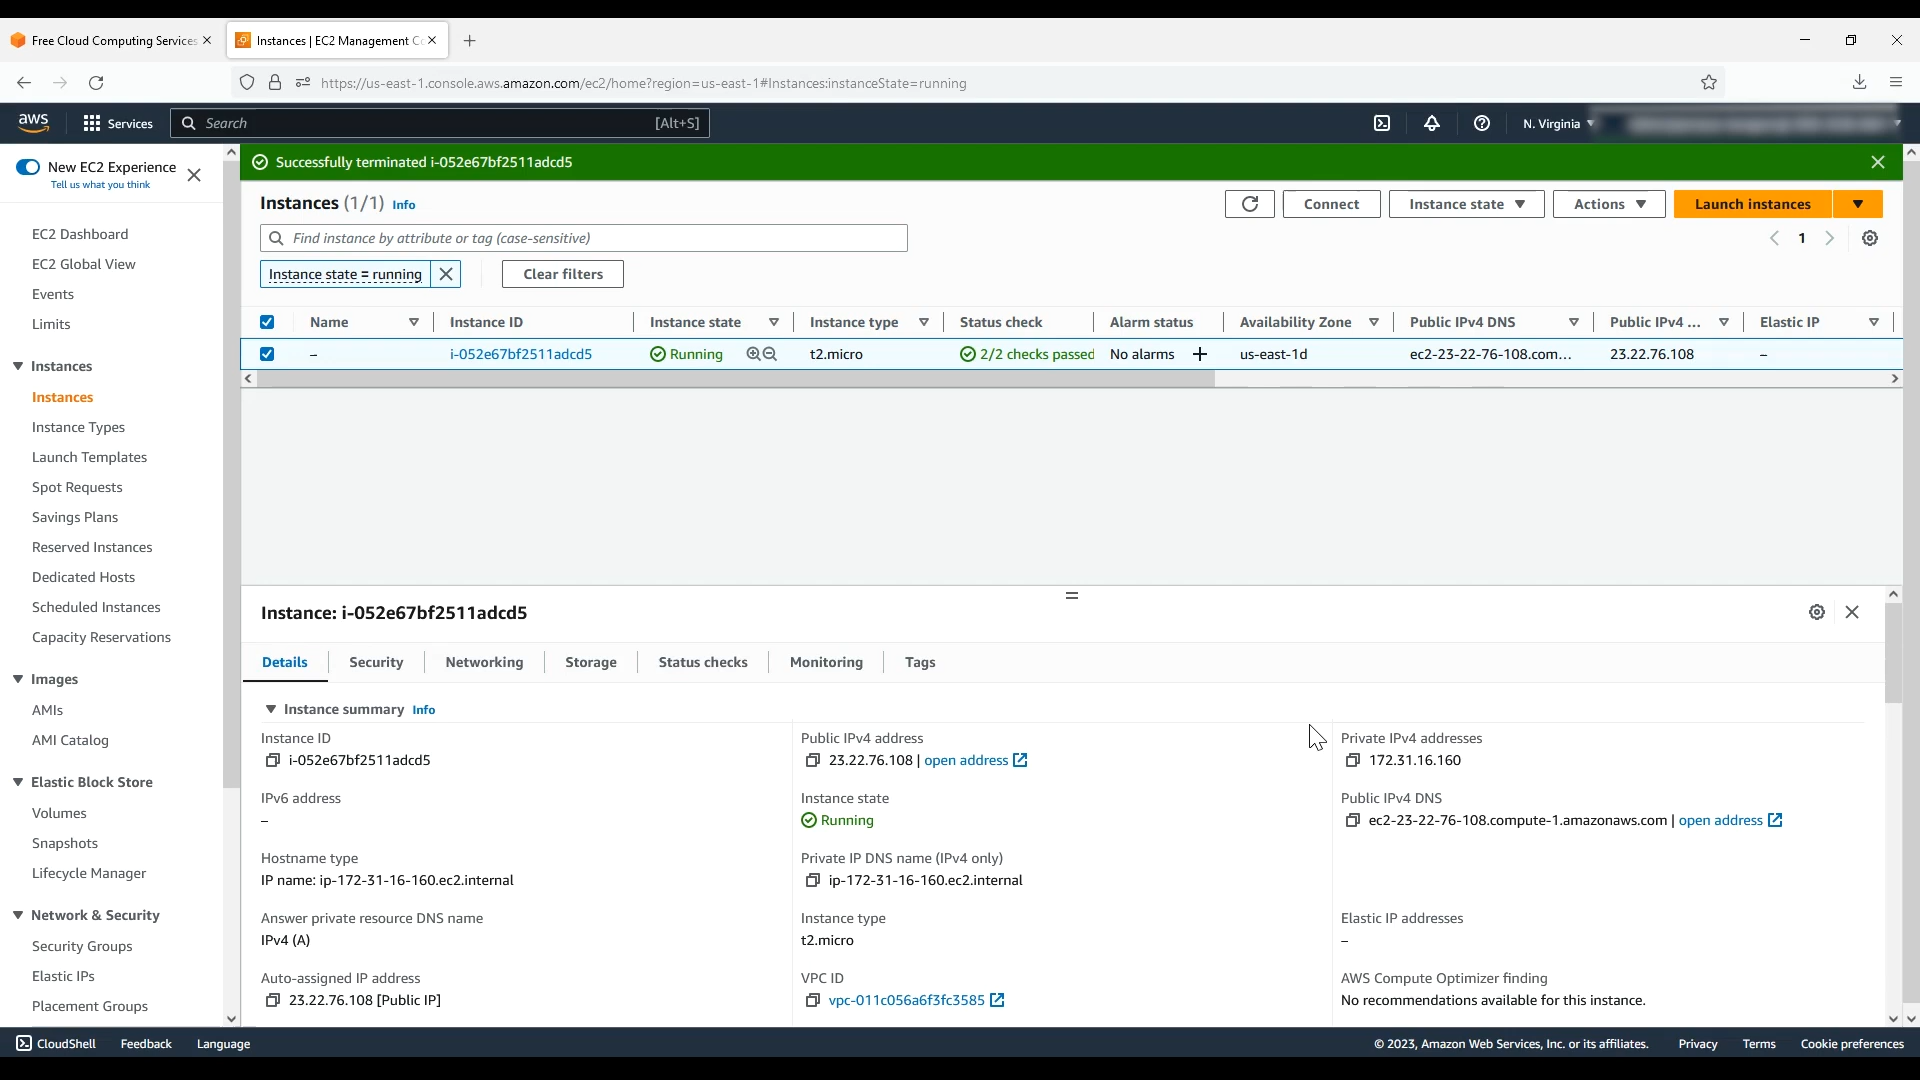 Free Cloud Computing Services
Instances | EC2 Management Co
https://us-east-1.console.aws.amazon.com/ec2/home?region=us-east-1#Instances:instanceState=running
aws
Services
Search
[Alt+S]
N. Virginia
New EC2 Experience
Tell us what you think
EC2 Dashboard
EC2 Global View
Events
Limits
Instances
Instances
Instance Types
Launch Templates
Spot Requests
Savings Plans
Reserved Instances
Dedicated Hosts
Scheduled Instances
Capacity Reservations
Images
AMIs
AMI Catalog
Elastic Block Store
Volumes
Snapshots
Lifecycle Manager
Network & Security
Security Groups
Elastic IPs
Placement Groups
Successfully terminated i-052e67bf2511adcd5
Instances (1/1) Info
Connect
Instance state
Actions
Launch instances
Find instance by attribute or tag (case-sensitive)
1
Instance state = running
Clear filters
Name Instance ID Instance state Instance type Status check Alarm status Availability Zone Public IPv4 DNS Public IPv4 ... Elastic IP
– i-052e67bf2511adcd5 Running t2.micro 2/2 checks passed No alarms + us-east-1d ec2-23-22-76-108.com... 23.22.76.108 –
Instance: i-052e67bf2511adcd5
Details Security Networking Storage Status checks Monitoring Tags
Instance summary Info
Instance ID
i-052e67bf2511adcd5
Public IPv4 address
23.22.76.108 | open address
Private IPv4 addresses
172.31.16.160
IPv6 address
–
Instance state
Running
Public IPv4 DNS
ec2-23-22-76-108.compute-1.amazonaws.com | open address
Hostname type
IP name: ip-172-31-16-160.ec2.internal
Private IP DNS name (IPv4 only)
ip-172-31-16-160.ec2.internal
Answer private resource DNS name
IPv4 (A)
Instance type
t2.micro
Elastic IP addresses
–
Auto-assigned IP address
23.22.76.108 [Public IP]
VPC ID
vpc-011c056a6f3fc3585
AWS Compute Optimizer finding
No recommendations available for this instance.
CloudShell Feedback Language
© 2023, Amazon Web Services, Inc. or its affiliates. Privacy Terms Cookie preferences